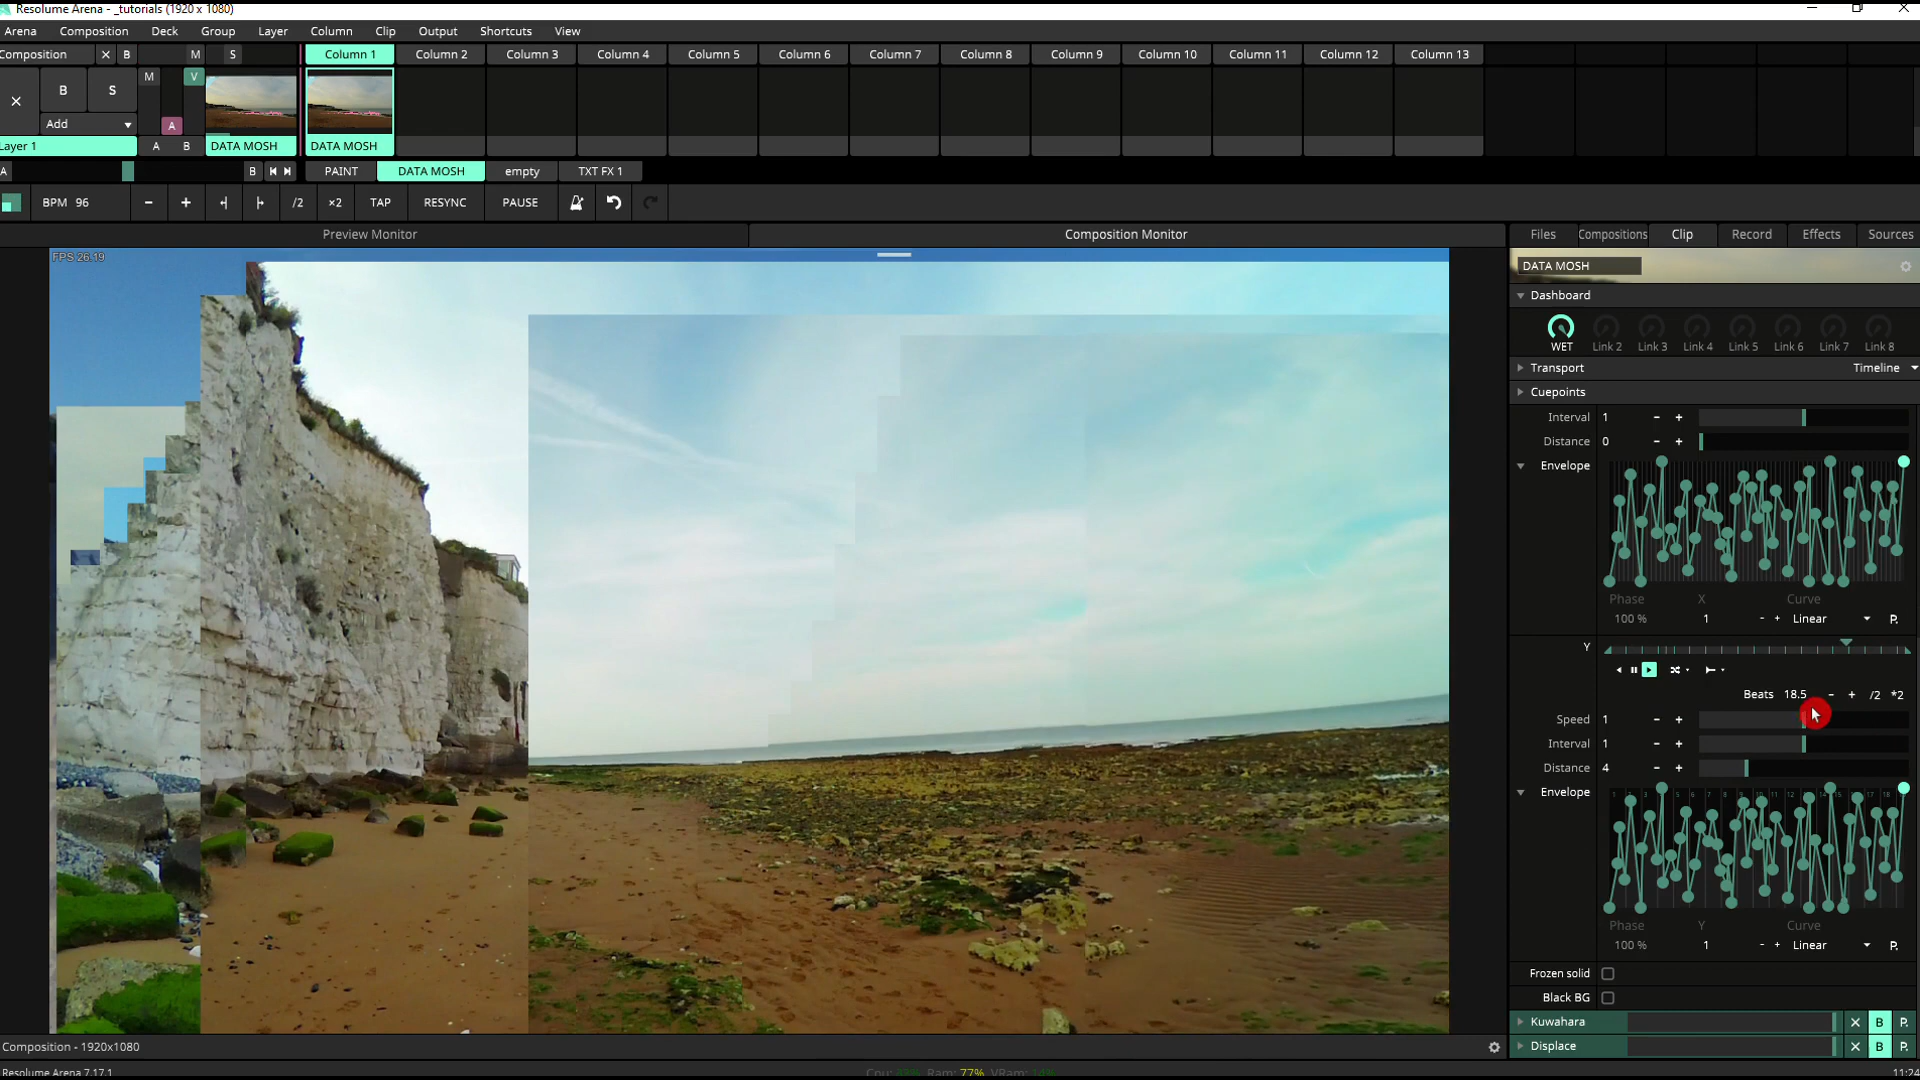 Resolume Arena - _tutorials (1920 x 1080)
Arena Composition Deck Group Layer Column Clip Output Shortcuts View
Composition × B M S Column 1 Column 2 Column 3 Column 4 Column 5 Column 6 Column 7 Column 8 Column 9 Column 10 Column 11 Column 12 Column 13
B S M V
Add A
Layer 1 A B DATA MOSH DATA MOSH
A B PAINT DATA MOSH empty TXT FX 1
BPM 96 - + /2 ×2 TAP RESYNC PAUSE
Preview Monitor Composition Monitor Files Compositions Clip Record Effects Sources
FPS 26.19
DATA MOSH
Dashboard
WET Link 2 Link 3 Link 4 Link 5 Link 6 Link 7 Link 8
Transport Timeline
Cuepoints
Interval 1 - +
Distance 0 - +
Envelope
Phase X Curve
100 % 1 - + Linear P.
Y
Beats 18.5 - + /2 *2
Speed 1 - +
Interval 1 - +
Distance 4 - +
Envelope
Phase Y Curve
100 % 1 - + Linear P.
Frozen solid
Black BG
Kuwahara × B P.
Displace × B P.
Composition - 1920x1080
Resolume Arena 7.17.1 Ram: 77% 11:24